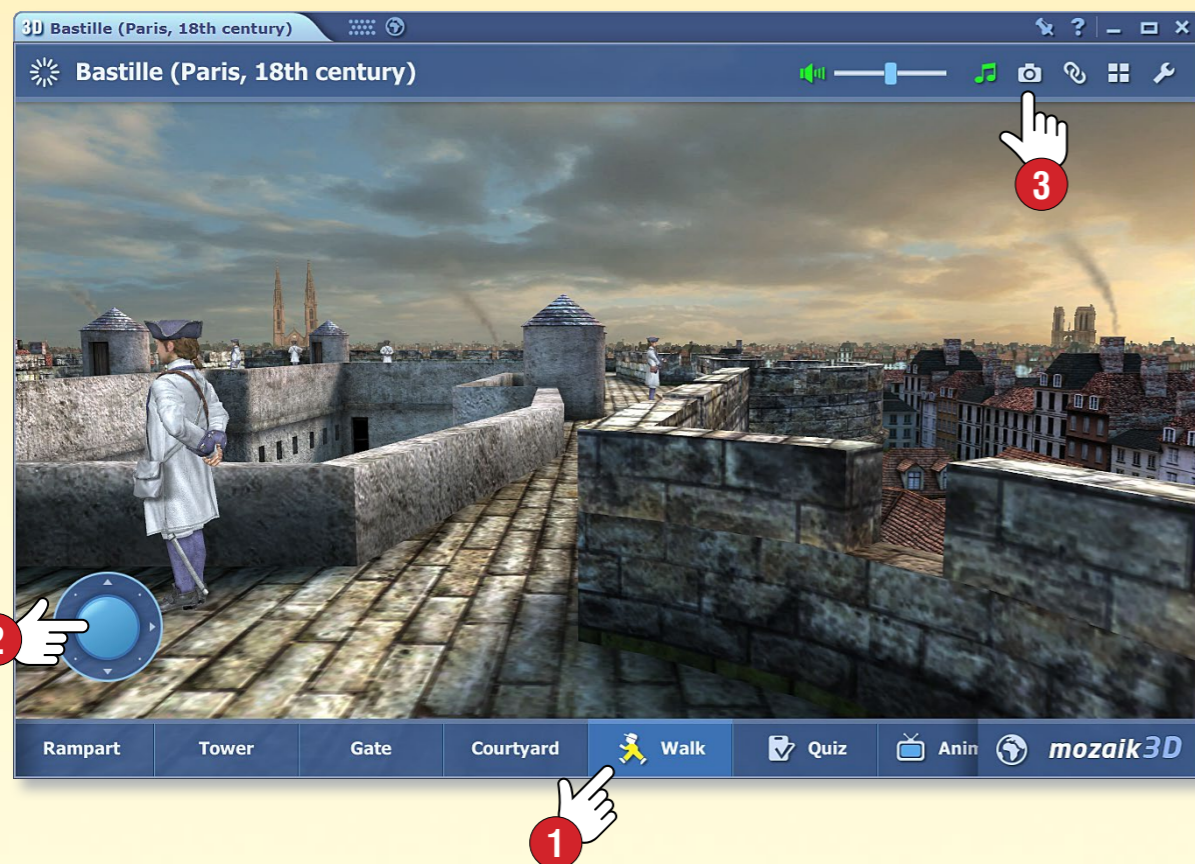 3D Bastille (Paris, 18th century)
Bastille (Paris, 18th century)
3
2
Rampart Tower Gate Courtyard Walk Quiz Anim mozaik3D
1